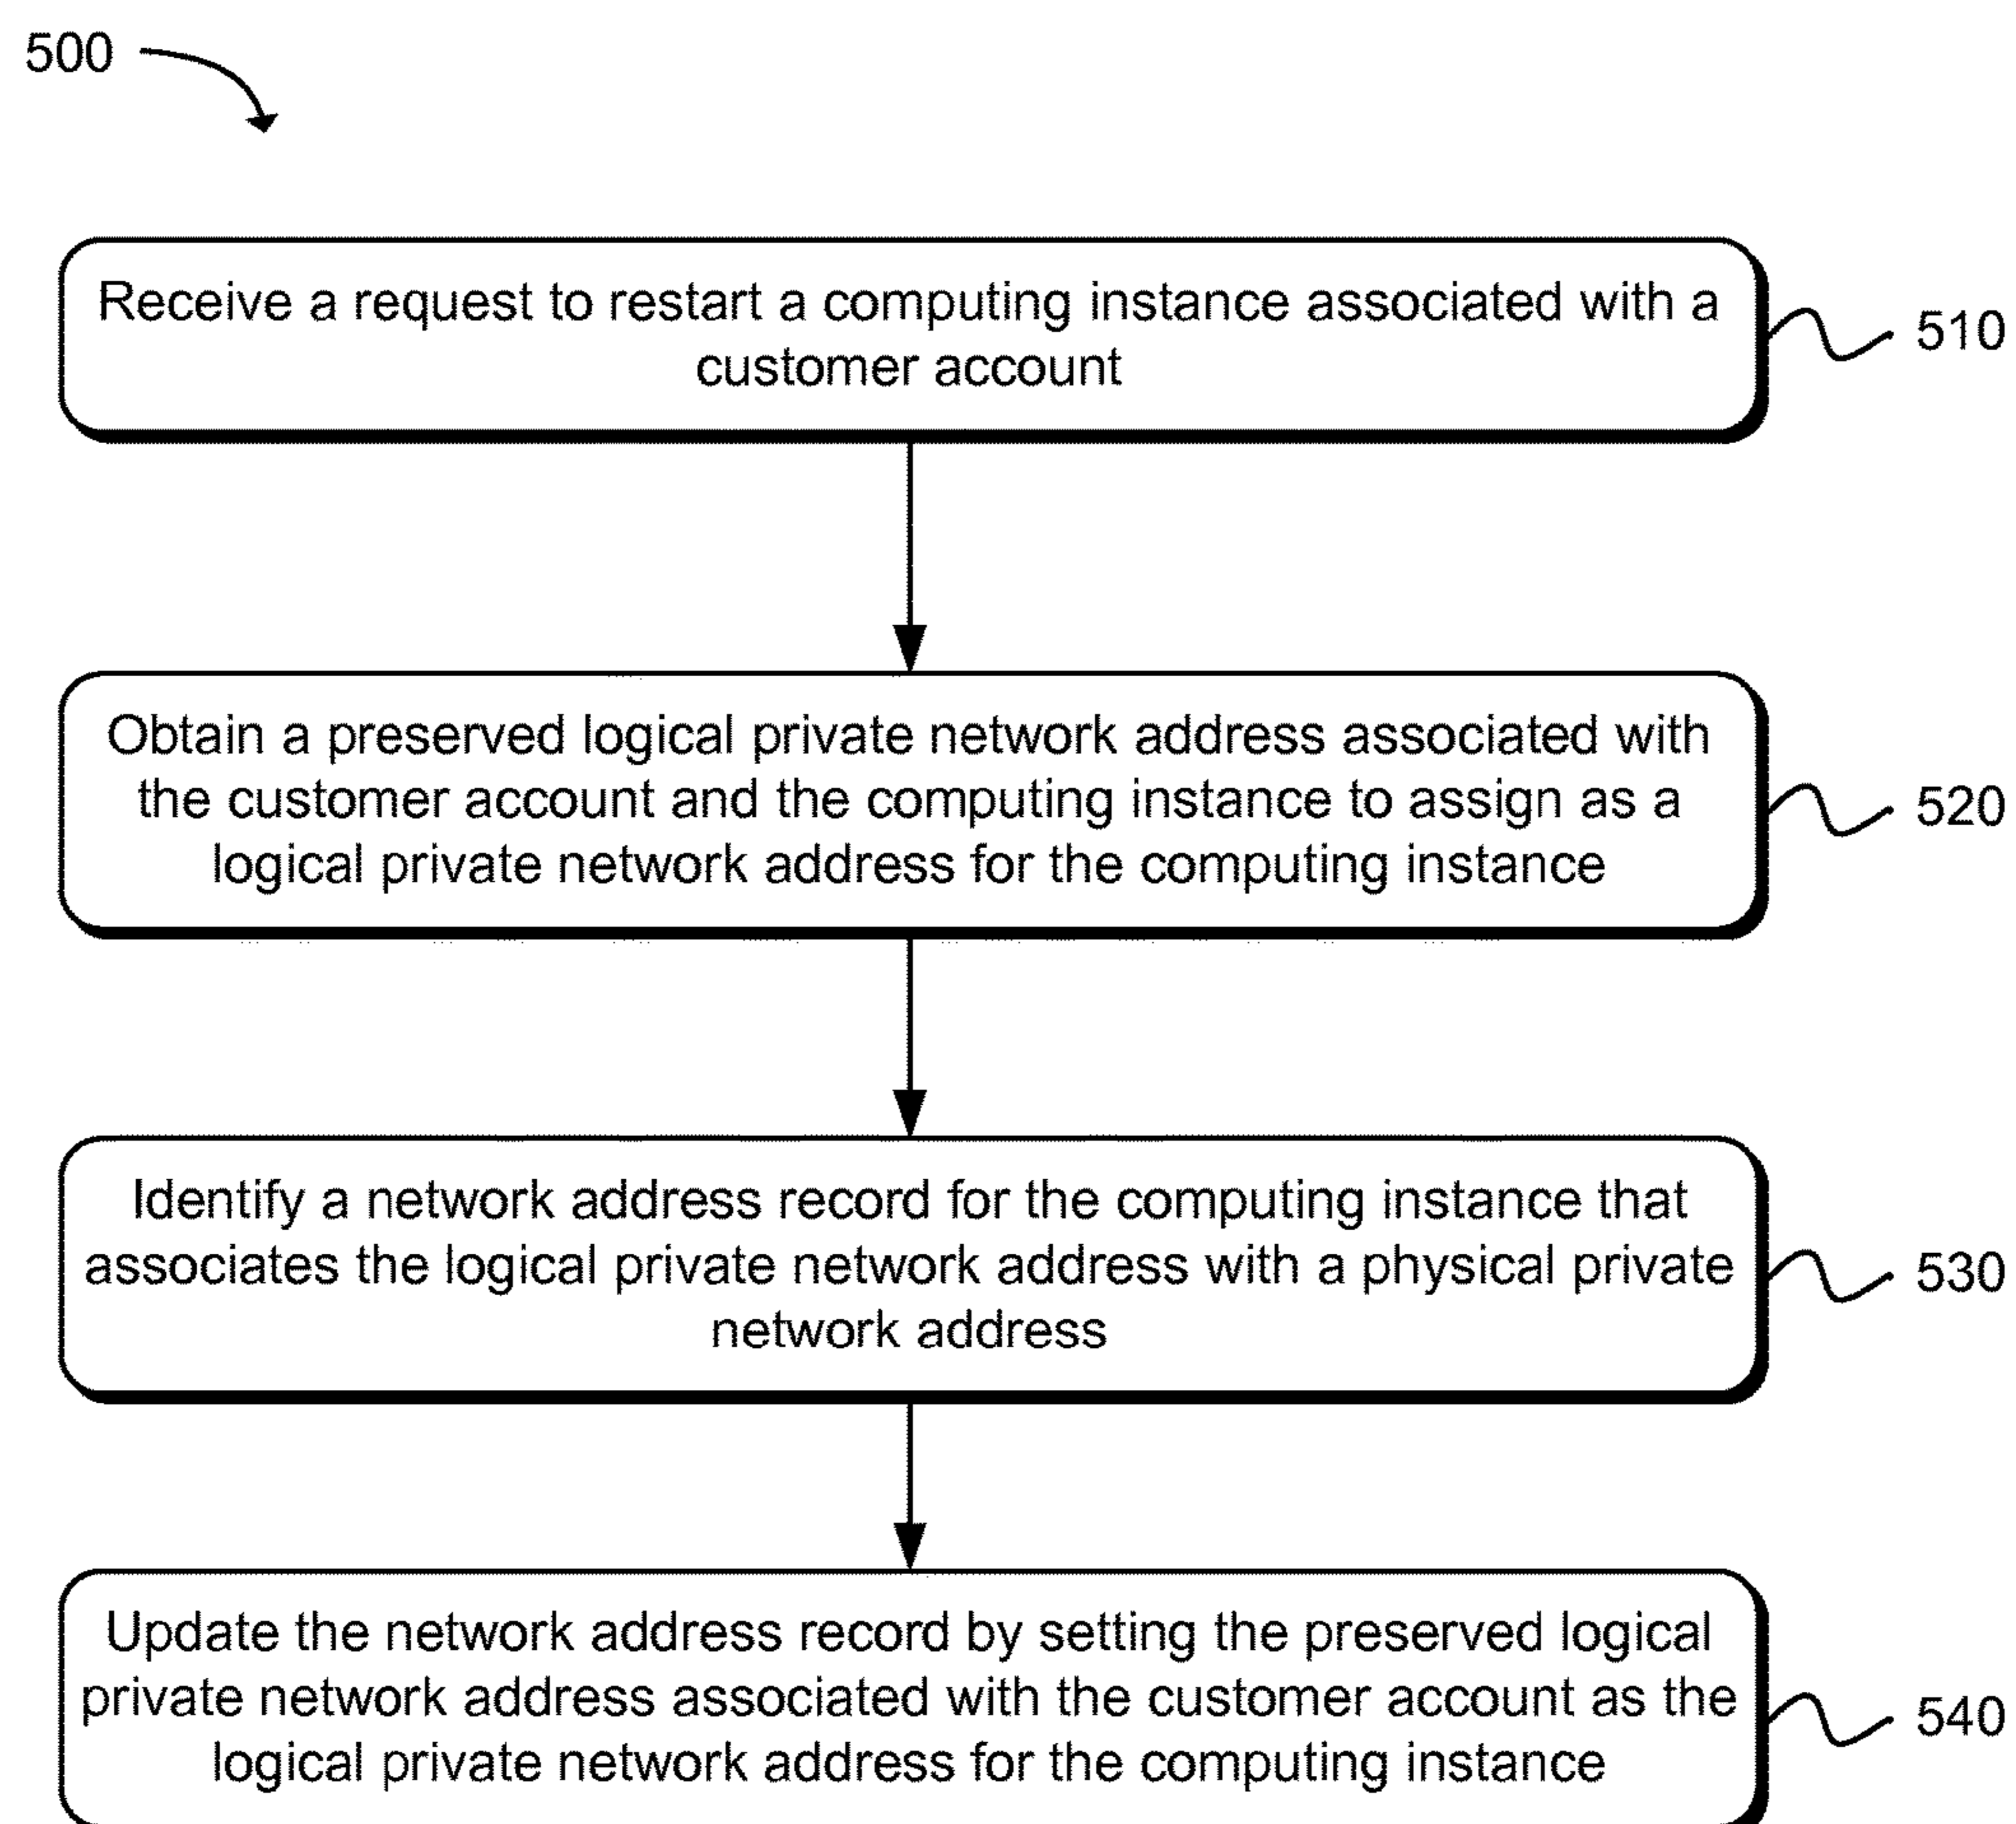 500
Receive a request to restart a computing instance associated with a
customer account
510
Obtain a preserved logical private network address associated with
the customer account and the computing instance to assign as a
logical private network address for the computing instance
520
Identify a network address record for the computing instance that
associates the logical private network address with a physical private
network address
530
Update the network address record by setting the preserved logical
private network address associated with the customer account as the
logical private network address for the computing instance
540